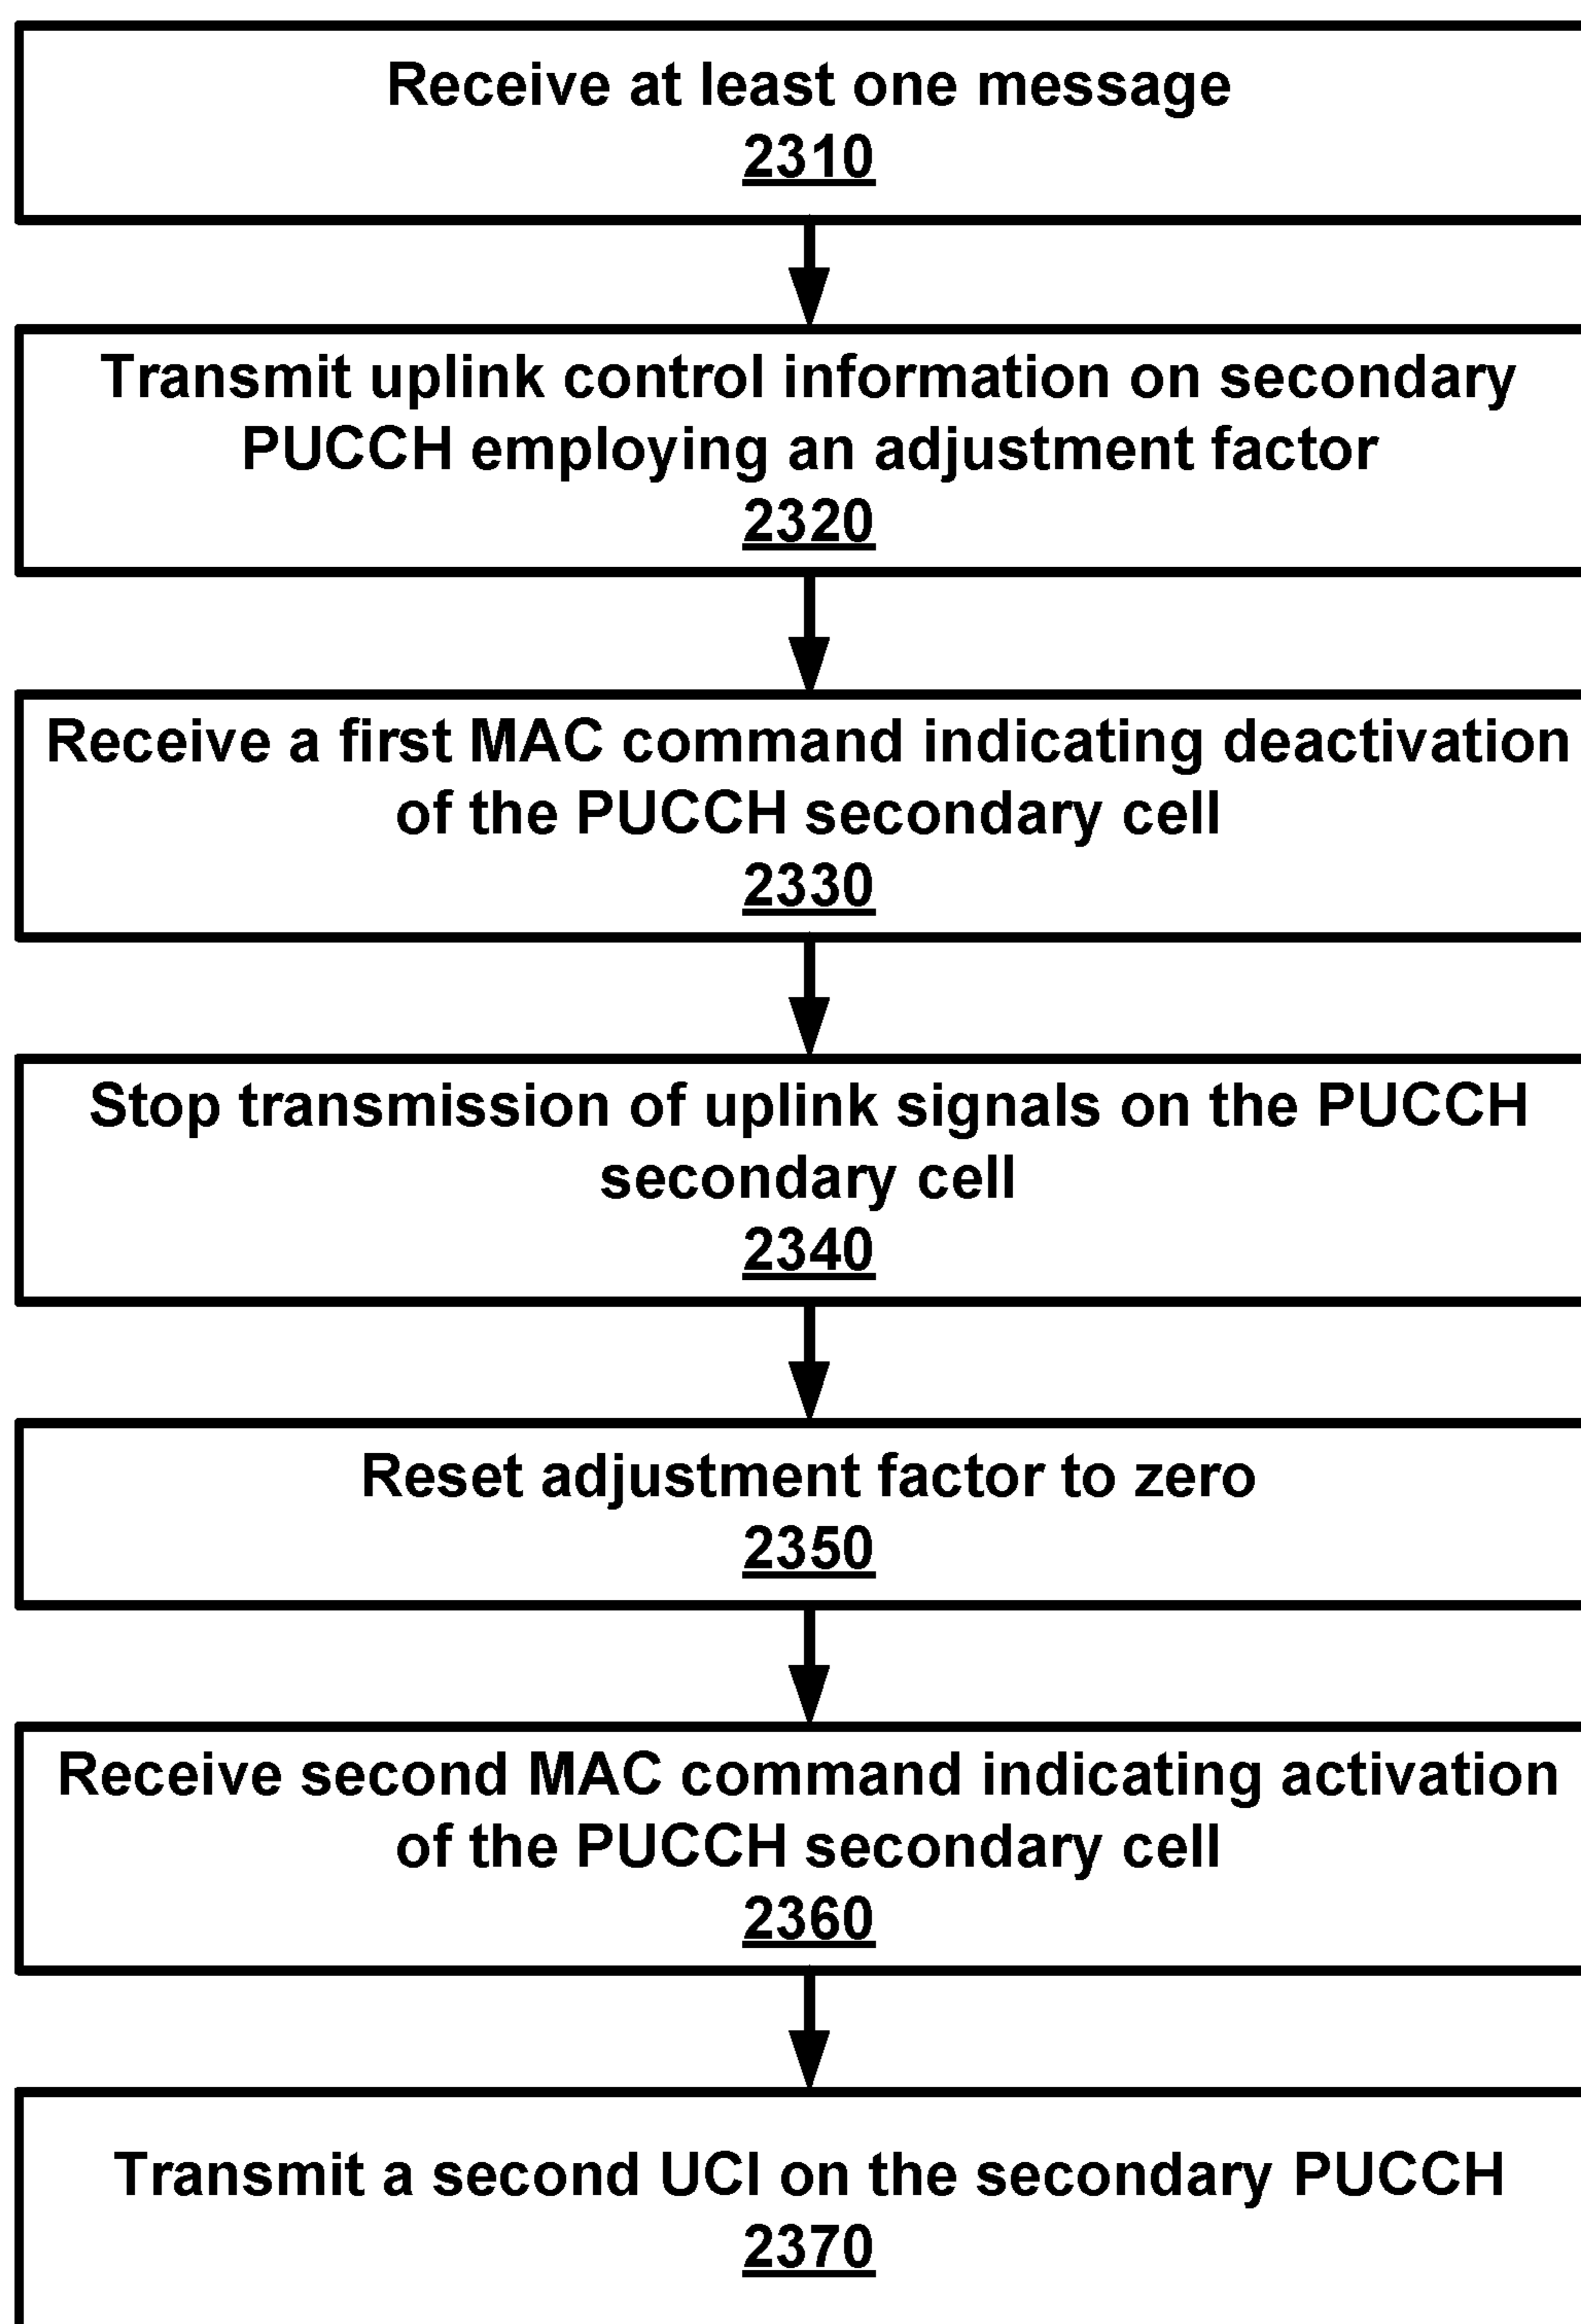 Receive at least one message
2310
Transmit uplink control information on secondary
PUCCH employing an adjustment factor
2320
Receive a first MAC command indicating deactivation
of the PUCCH secondary cell
2330
Stop transmission of uplink signals on the PUCCH
secondary cell
2340
Reset adjustment factor to zero
2350
Receive second MAC command indicating activation
of the PUCCH secondary cell
2360
Transmit a second UCI on the secondary PUCCH
2370